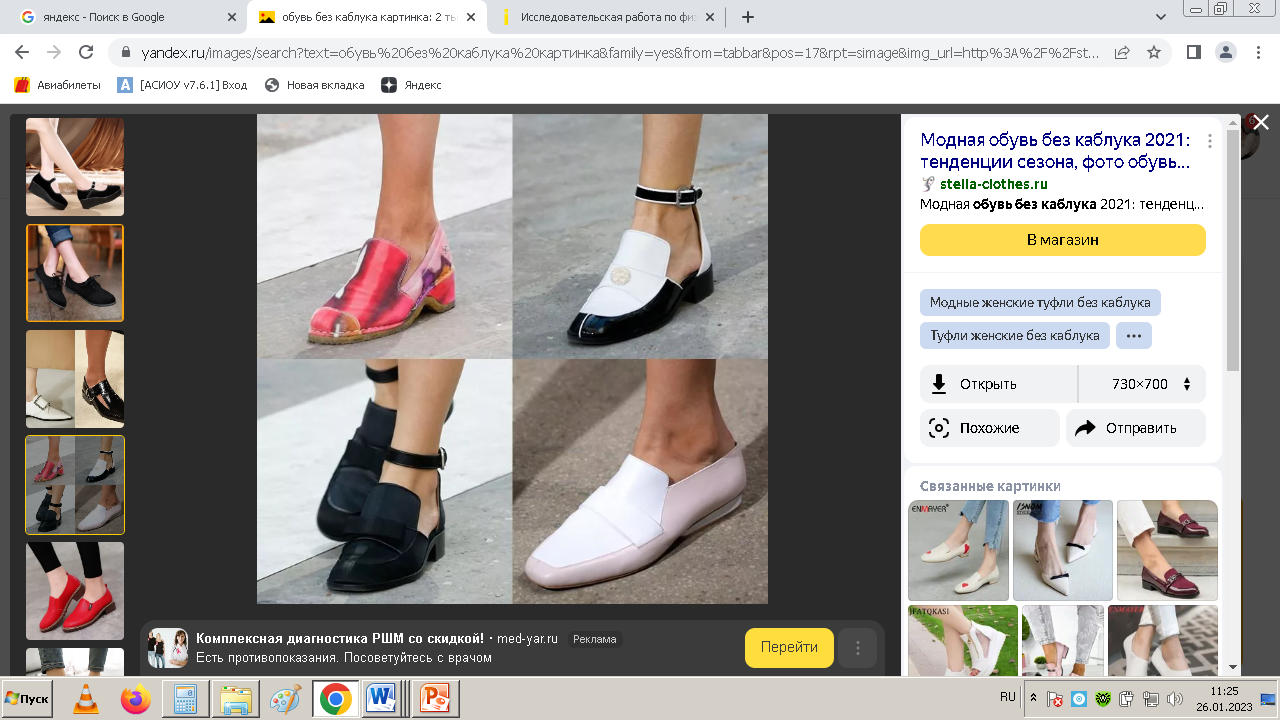 яндекс - Поиск в Google
обувь без каблука картинка: 2 ты
Исследовательская работа по ф
yandex.ru/images/search?text=обувь%20без%20каблука%20картинка&family=yes&from=tabbar&pos=17&rpt=simage&img_url=http%3A%2F%2Fst...
Авиабилеты
[АСИОУ v7.6.1] Вход
Новая вкладка
Яндекс
Модная обувь без каблука 2021:
тенденции сезона, фото обувь...
stella-clothes.ru
Модная обувь без каблука 2021: тенденц...
В магазин
Модные женские туфли без каблука
Туфли женские без каблука
Открыть
730×700
Похожие
Отправить
Связанные картинки
ENMAYER
JFATQKASI
Комплексная диагностика РШМ со скидкой! · med-yar.ru Реклама
Есть противопоказания. Посоветуйтесь с врачом
Перейти
Пуск
RU
11:25
26.01.2023